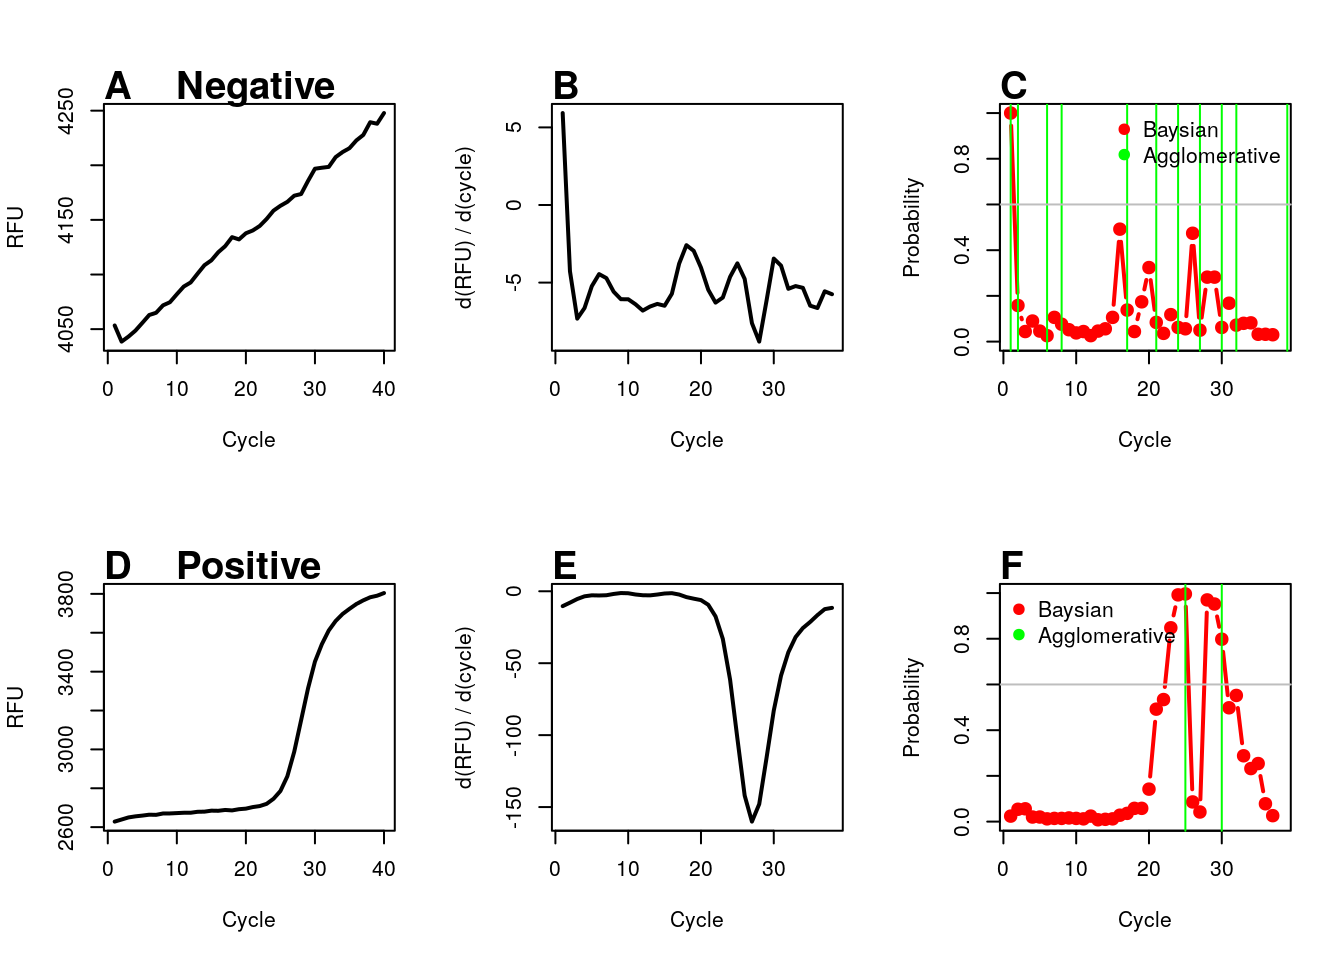 A Negative
RFU
4050 4150 4250
0 10 20 30 40
Cycle
B
d(RFU) / d(cycle)
-5 0 5
0 10 20 30
Cycle
C
Probability
0.0 0.4 0.8
Baysian
Agglomerative
0 10 20 30
Cycle
D Positive
RFU
2600 3000 3400 3800
0 10 20 30 40
Cycle
E
d(RFU) / d(cycle)
-150 -100 -50 0
0 10 20 30
Cycle
F
Probability
0.0 0.4 0.8
Baysian
Agglomerative
0 10 20 30
Cycle